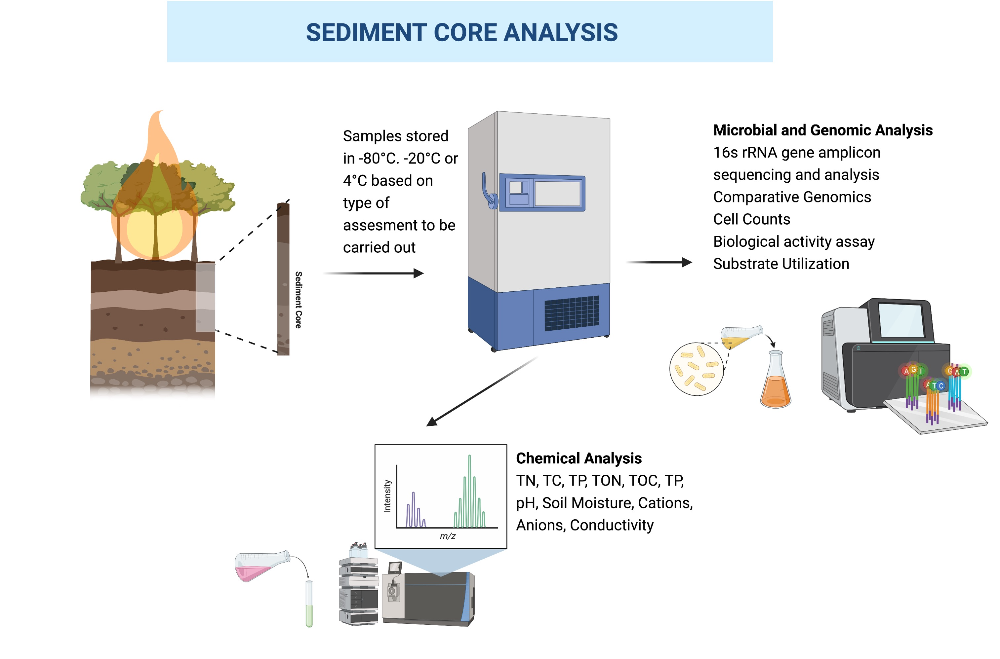 SEDIMENT CORE ANALYSIS
Samples stored
in -80°C. -20°C or
4°C based on
type of
assesment to be
carried out
Sediment Core
Microbial and Genomic Analysis
16s rRNA gene amplicon
sequencing and analysis
Comparative Genomics
Cell Counts
Biological activity assay
Substrate Utilization
A G T
G A T
A T C
Chemical Analysis
TN, TC, TP, TON, TOC, TP,
pH, Soil Moisture, Cations,
Anions, Conductivity
Intensity
m/z